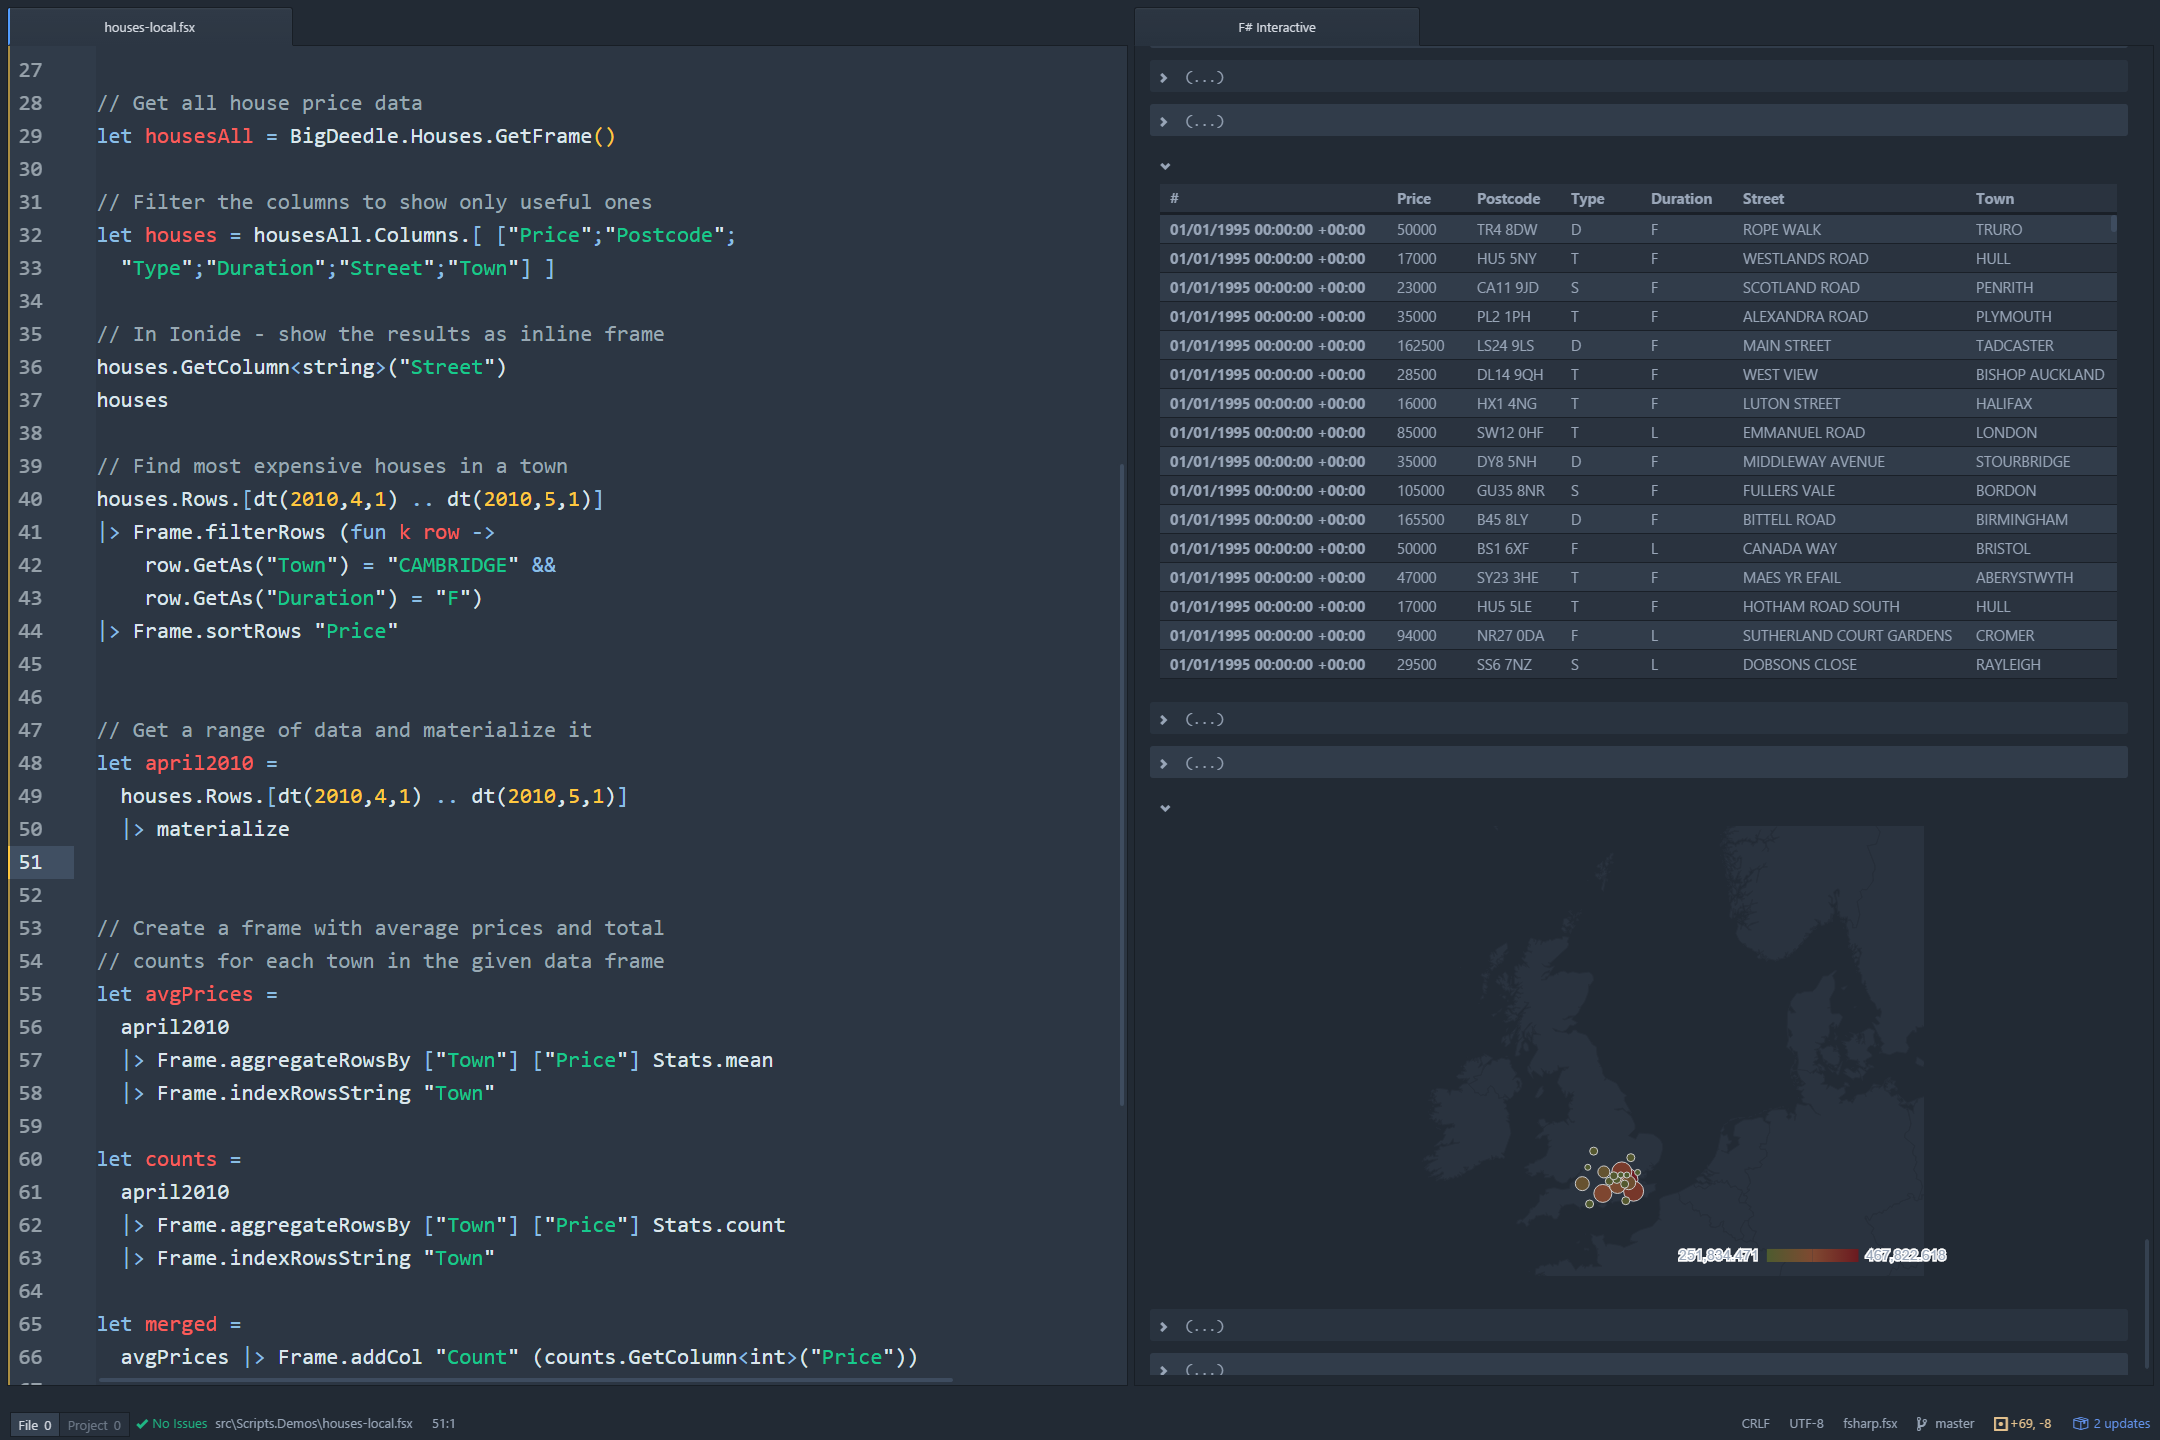 houses-local.fsx
27
28 // Get all house price data
29 let housesAll = BigDeedle.Houses.GetFrame()
30
31 // Filter the columns to show only useful ones
32 let houses = housesAll.Columns.[ ["Price";"Postcode";
33 "Type";"Duration";"Street";"Town"] ]
34
35 // In Ionide - show the results as inline frame
36 houses.GetColumn<string>("Street")
37 houses
38
39 // Find most expensive houses in a town
40 houses.Rows.[dt(2010,4,1) .. dt(2010,5,1)]
41 |> Frame.filterRows (fun k row ->
42 row.GetAs("Town") = "CAMBRIDGE" &&
43 row.GetAs("Duration") = "F")
44 |> Frame.sortRows "Price"
45
46
47 // Get a range of data and materialize it
48 let april2010 =
49 houses.Rows.[dt(2010,4,1) .. dt(2010,5,1)]
50 |> materialize
51
52
53 // Create a frame with average prices and total
54 // counts for each town in the given data frame
55 let avgPrices =
56 april2010
57 |> Frame.aggregateRowsBy ["Town"] ["Price"] Stats.mean
58 |> Frame.indexRowsString "Town"
59
60 let counts =
61 april2010
62 |> Frame.aggregateRowsBy ["Town"] ["Price"] Stats.count
63 |> Frame.indexRowsString "Town"
64
65 let merged =
66 avgPrices |> Frame.addCol "Count" (counts.GetColumn<int>("Price"))
F# Interactive
(...)
(...)
# Price Postcode Type Duration Street Town
01/01/1995 00:00:00 +00:00 50000 TR4 8DW D F ROPE WALK TRURO
01/01/1995 00:00:00 +00:00 17000 HU5 5NY T F WESTLANDS ROAD HULL
01/01/1995 00:00:00 +00:00 23000 CA11 9JD S F SCOTLAND ROAD PENRITH
01/01/1995 00:00:00 +00:00 35000 PL2 1PH T F ALEXANDRA ROAD PLYMOUTH
01/01/1995 00:00:00 +00:00 162500 LS24 9LS D F MAIN STREET TADCASTER
01/01/1995 00:00:00 +00:00 28500 DL14 9QH T F WEST VIEW BISHOP AUCKLAND
01/01/1995 00:00:00 +00:00 16000 HX1 4NG T F LUTON STREET HALIFAX
01/01/1995 00:00:00 +00:00 85000 SW12 0HF T L EMMANUEL ROAD LONDON
01/01/1995 00:00:00 +00:00 35000 DY8 5NH D F MIDDLEWAY AVENUE STOURBRIDGE
01/01/1995 00:00:00 +00:00 105000 GU35 8NR S F FULLERS VALE BORDON
01/01/1995 00:00:00 +00:00 165500 B45 8LY D F BITTELL ROAD BIRMINGHAM
01/01/1995 00:00:00 +00:00 50000 BS1 6XF F L CANADA WAY BRISTOL
01/01/1995 00:00:00 +00:00 47000 SY23 3HE T F MAES YR EFAIL ABERYSTWYTH
01/01/1995 00:00:00 +00:00 17000 HU5 5LE T F HOTHAM ROAD SOUTH HULL
01/01/1995 00:00:00 +00:00 94000 NR27 0DA F L SUTHERLAND COURT GARDENS CROMER
01/01/1995 00:00:00 +00:00 29500 SS6 7NZ S L DOBSONS CLOSE RAYLEIGH
(...)
(...)
251,834.471 467,822.618
(...)
(...)
File 0 Project 0 No Issues src\Scripts.Demos\houses-local.fsx 51:1
CRLF UTF-8 fsharp.fsx master +69, -8 2 updates